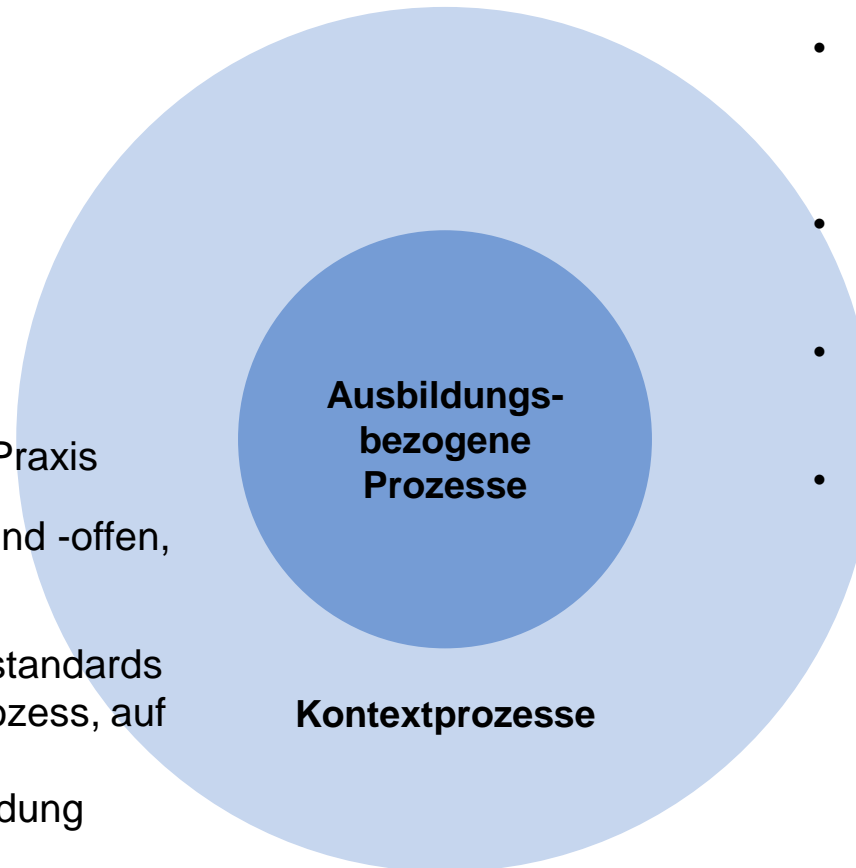 Ausbildungs-
bezogene
Prozesse
Kontextprozesse
Praxis
nd -offen,
standards
ozess, auf
dung
•
•
•
•